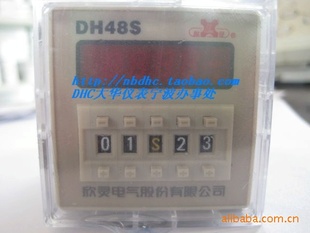 DH48S
http://nbdhc.taobao.com
DHC大华仪表宁波办事处
0 1 S 2 3
欣灵电气股份有限公司
alibaba.com.cn